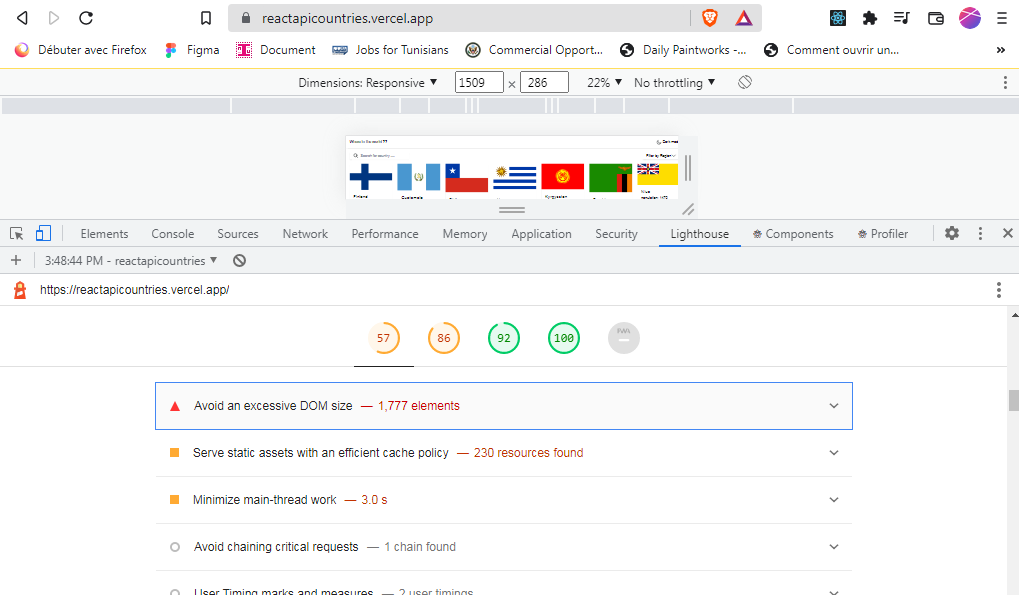 reactapicountries.vercel.app
Débuter avec Firefox Figma Document Jobs for Tunisians Commercial Opport... Daily Paintworks -... Comment ouvrir un... »
Dimensions: Responsive ▼ 1509 × 286 22% ▼ No throttling ▼
Where in the world ?? Dark mode
Search for country ... Filter by Region
Finland Guatemala Kyrgyzstan Niue
Elements Console Sources Network Performance Memory Application Security Lighthouse Components Profiler
3:48:44 PM - reactapicountries ▼
https://reactapicountries.vercel.app/
57 86 92 100 PWA
Avoid an excessive DOM size — 1,777 elements
Serve static assets with an efficient cache policy — 230 resources found
Minimize main-thread work — 3.0 s
Avoid chaining critical requests — 1 chain found
User Timing marks and measures — 2 user timings